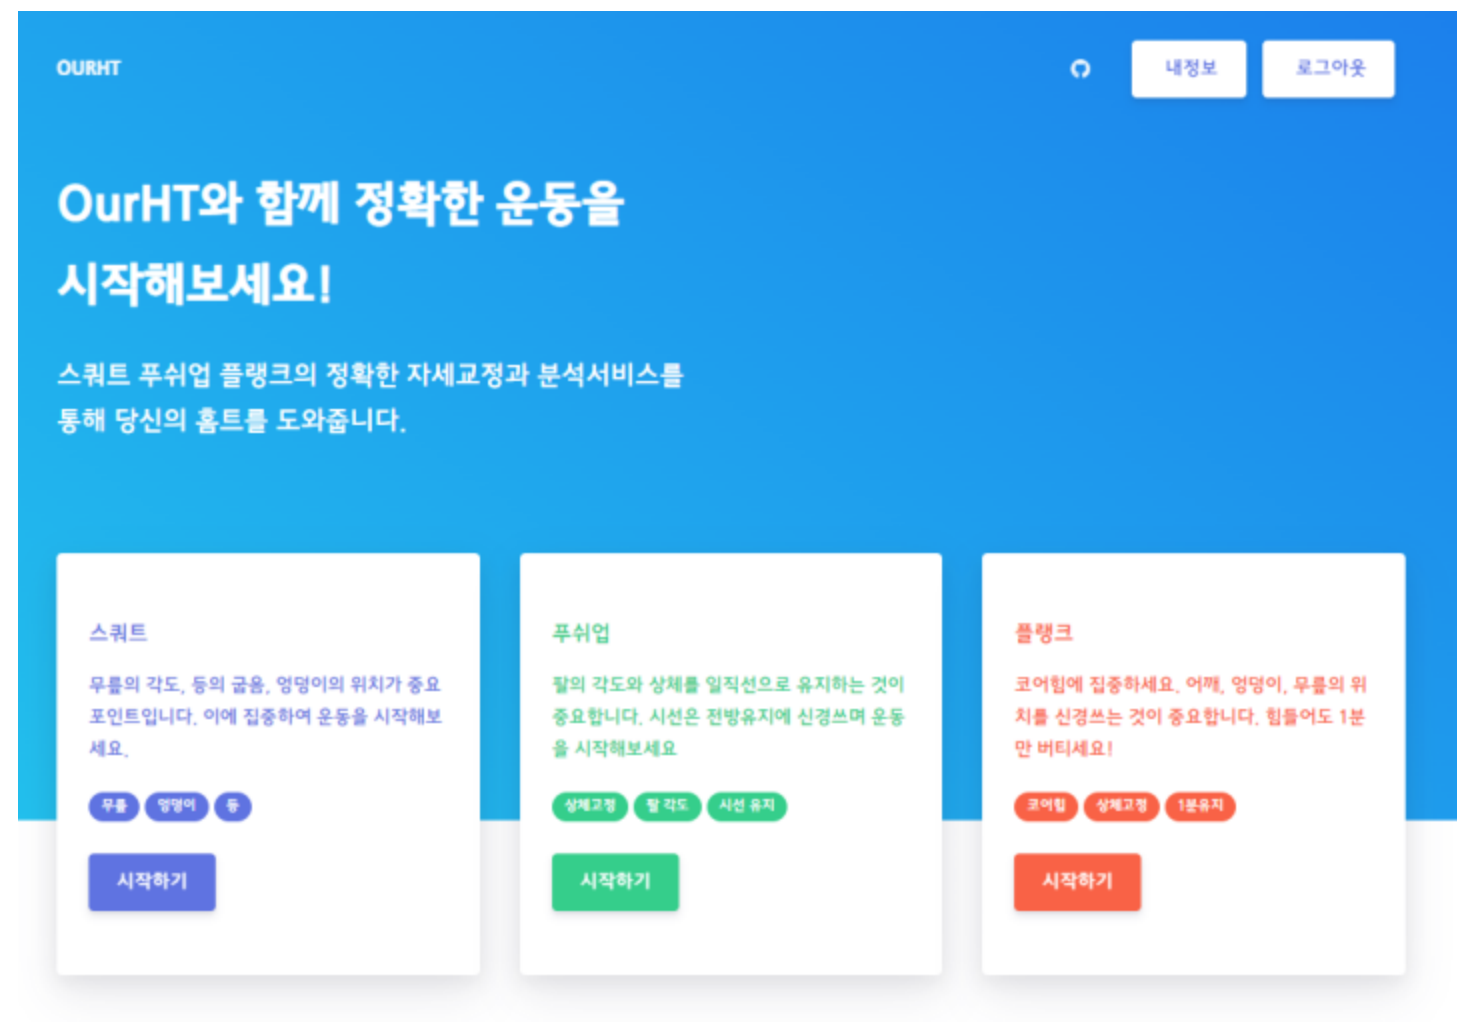 OURHT
내정보
로그아웃
OurHT와 함께 정확한 운동을
시작해보세요!
스쿼트 푸쉬업 플랭크의 정확한 자세교정과 분석서비스를
통해 당신의 홈트를 도와줍니다.
스쿼트
무릎의 각도, 등의 굽음, 엉덩이의 위치가 중요
포인트입니다. 이에 집중하여 운동을 시작해보
세요.
무릎 엉덩이 등
시작하기
푸쉬업
팔의 각도와 상체를 일직선으로 유지하는 것이
중요합니다. 시선은 전방유지에 신경쓰며 운동
을 시작해보세요
상체고정 팔 각도 시선 유지
시작하기
플랭크
코어힘에 집중하세요. 어깨, 엉덩이, 무릎의 위
치를 신경쓰는 것이 중요합니다. 힘들어도 1분
만 버티세요!
코어힘 상체고정 1분유지
시작하기